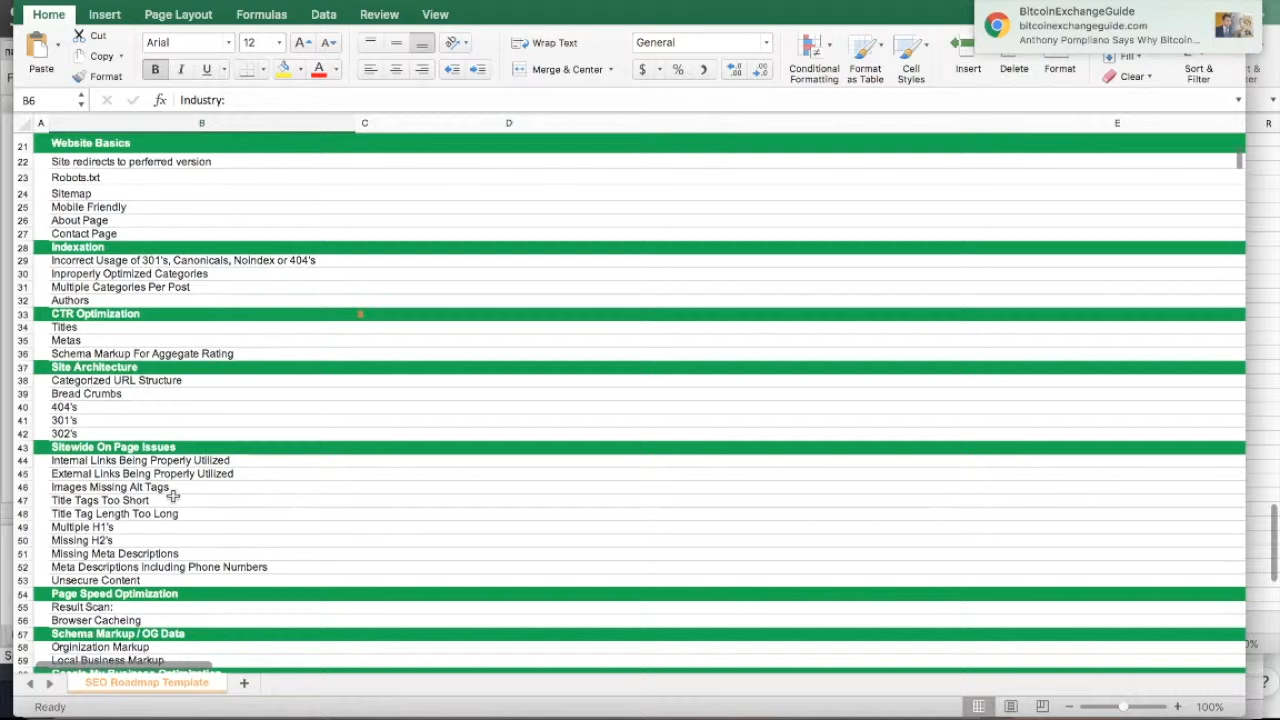 Home Insert Page Layout Formulas Data Review View
BitcoinExchangeGuide
bitcoinexchangeguide.com
Anthony Pompliano Says Why Bitcoin...
Paste
Cut
Copy
Format
Arial 12
B I U A
Wrap Text
Merge & Center
General
$ %
Conditional Formatting
Format as Table
Cell Styles
Insert
Delete
Format
Fill
Clear
Sort & Filter
B6 fx Industry:
A B C D E R
21 Website Basics
22 Site redirects to perferred version
23 Robots.txt
24 Sitemap
25 Mobile Friendly
26 About Page
27 Contact Page
28 Indexation
29 Incorrect Usage of 301's, Canonicals, Noindex or 404's
30 Inproperly Optimized Categories
31 Multiple Categories Per Post
32 Authors
33 CTR Optimization
34 Titles
35 Metas
36 Schema Markup For Aggegate Rating
37 Site Architecture
38 Categorized URL Structure
39 Bread Crumbs
40 404's
41 301's
42 302's
43 Sitewide On Page Issues
44 Internal Links Being Properly Utilized
45 External Links Being Properly Utilized
46 Images Missing Alt Tags
47 Title Tags Too Short
48 Title Tag Length Too Long
49 Multiple H1's
50 Missing H2's
51 Missing Meta Descriptions
52 Meta Descriptions Including Phone Numbers
53 Unsecure Content
54 Page Speed Optimization
55 Result Scan:
56 Browser Cacheing
57 Schema Markup / OG Data
58 Orginization Markup
59 Local Business Markup
Google My Business Optimization
SEO Roadmap Template +
Ready
100%